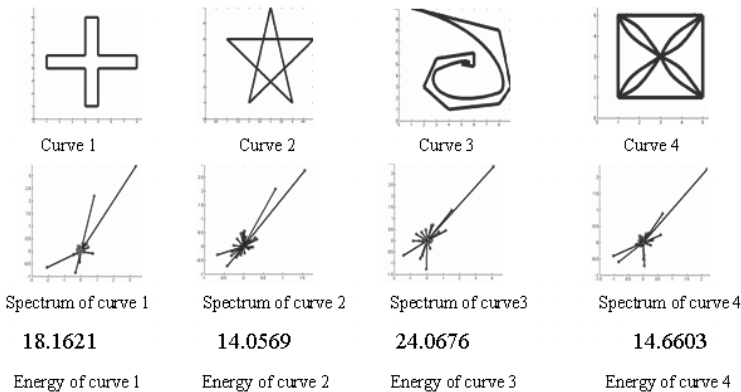 Curve 1 Curve 2 Curve 3 Curve 4
Spectrum of curve 1 Spectrum of curve 2 Spectrum of curve3 Spectrum of curve 4
18.1621 14.0569 24.0676 14.6603
Energy of curve 1 Energy of curve 2 Energy of curve 3 Energy of curve 4